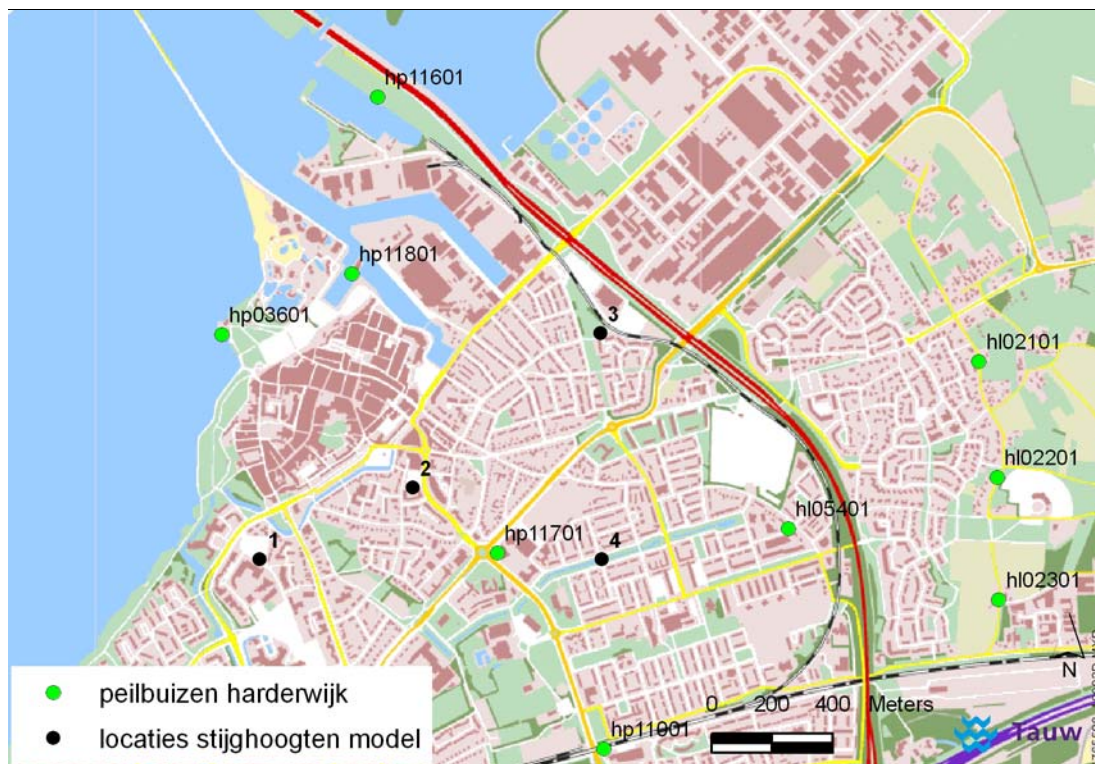 hp11601
hp11801
hp03601
3
hl02101
2
hl02201
hp11701
hl05401
1
4
hl02301
peilbuizen harderwijk
locaties stijghoogten model
0 200 400 Meters
N
hp11001
Tauw